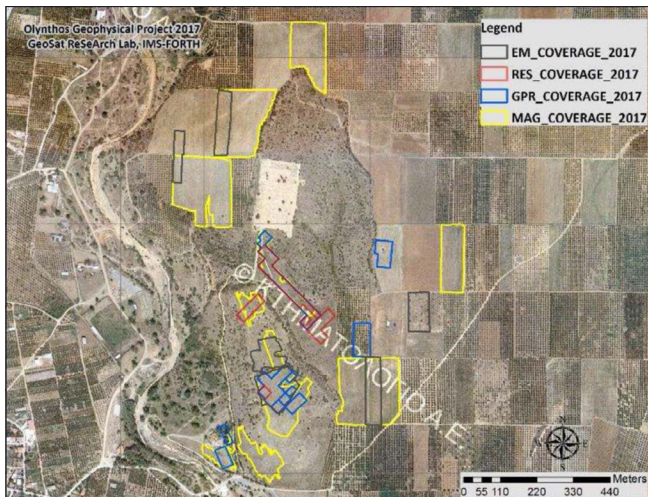 Olynthos Geophysical Project 2017
GeoSat ReSeArch Lab, IMS-FORTH
Legend
EM_COVERAGE_2017
RES_COVERAGE_2017
GPR_COVERAGE_2017
MAG_COVERAGE_2017
© ΚΤΗΜΑΤΟΛΟΓΙΟ Α.Ε.
N
W
E
S
Meters
0 55 110 220 330 440